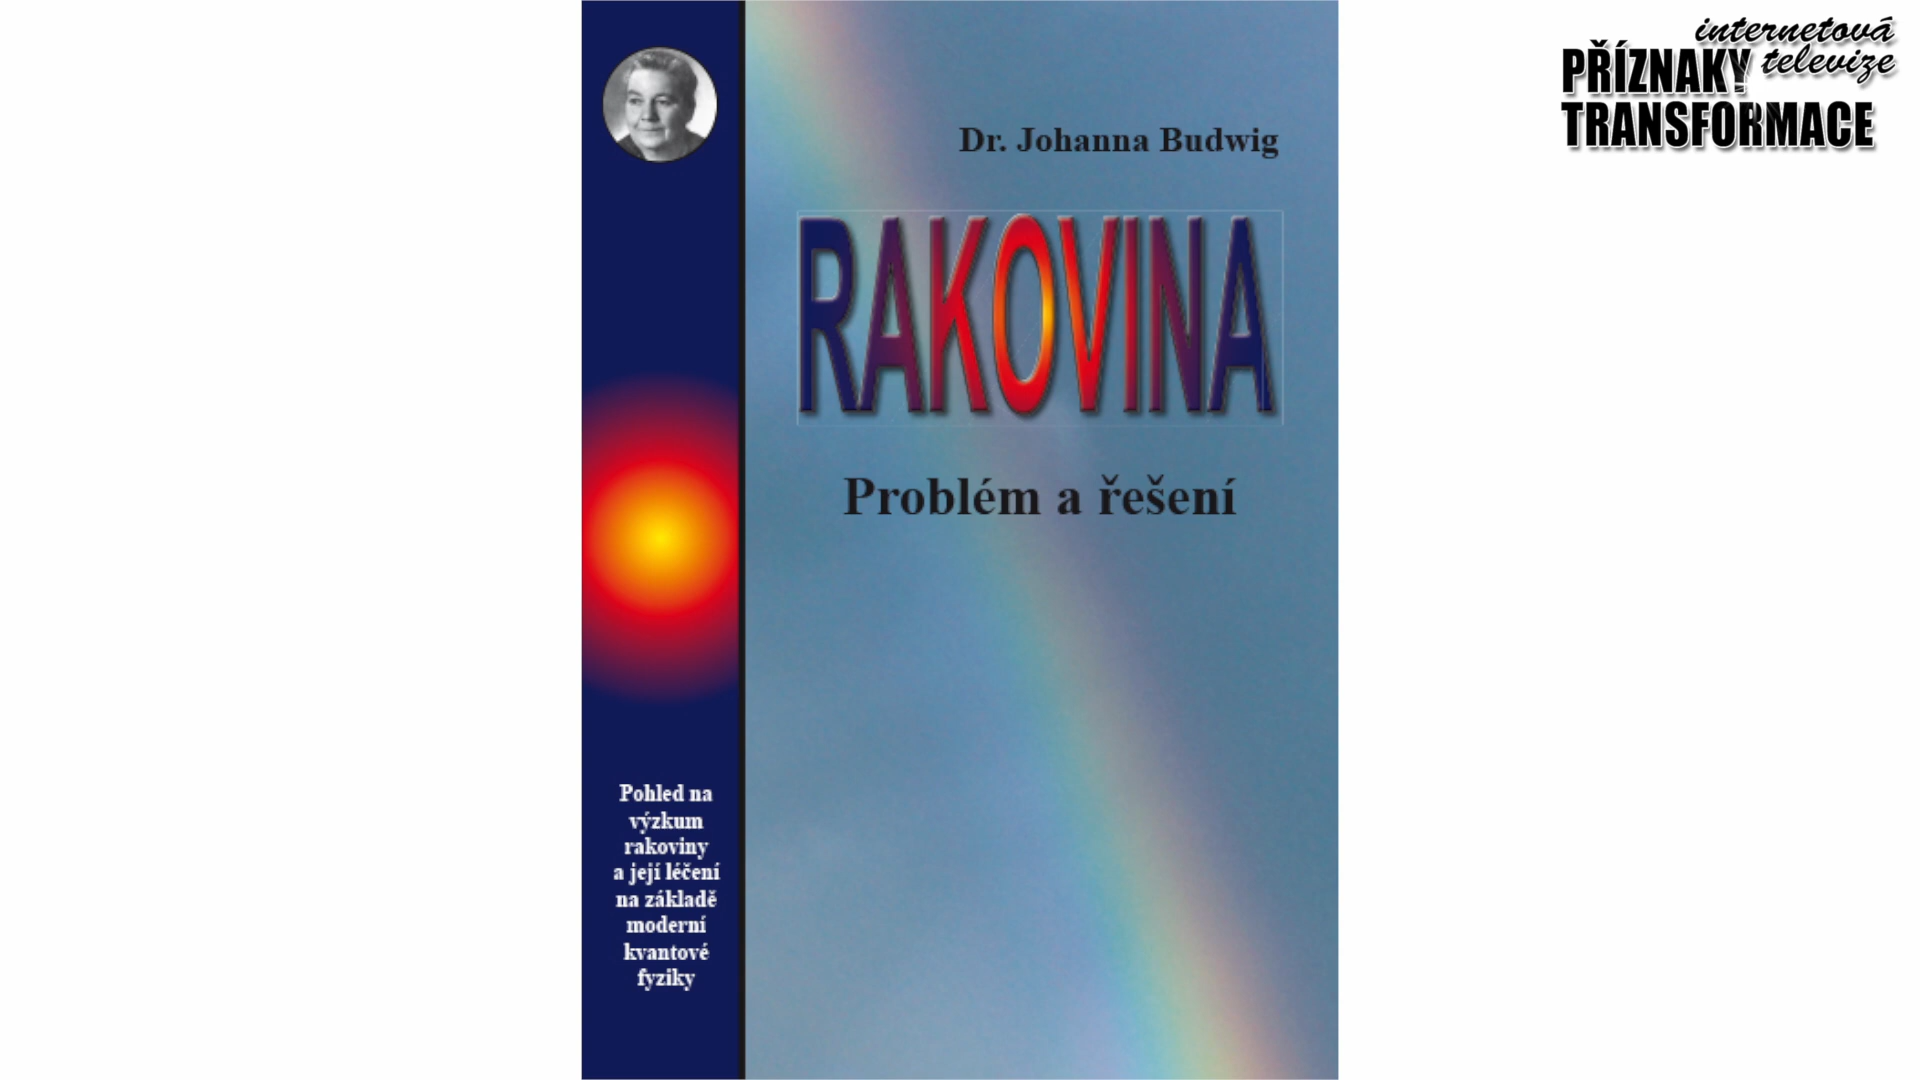 Dr. Johanna Budwig
RAKOVINA
Problém a řešení
Pohled na
výzkum
rakoviny
a její léčení
na základě
moderní
kvantové
fyziky
internetová
televize
PŘÍZNAKY
TRANSFORMACE